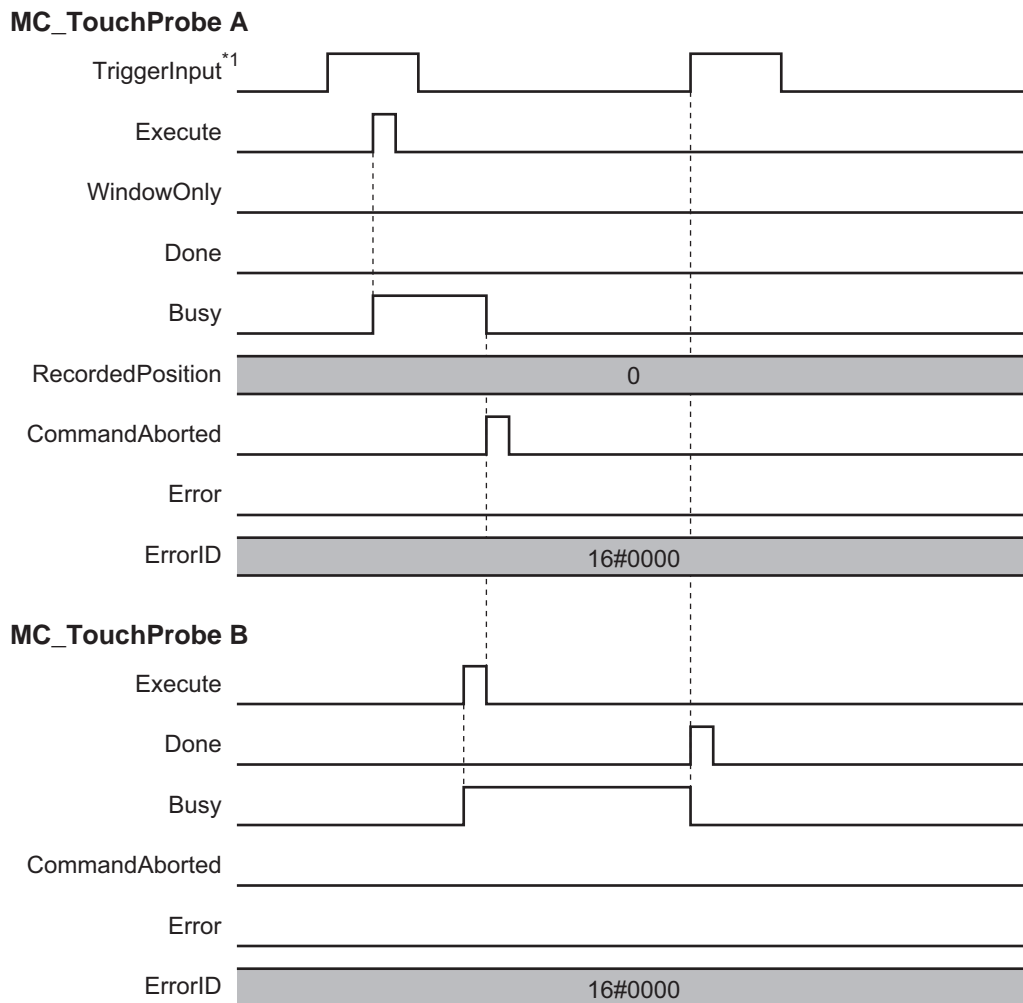 MC_TouchProbe A
TriggerInput*1
Execute
WindowOnly
Done
Busy
RecordedPosition 0
CommandAborted
Error
ErrorID 16#0000
MC_TouchProbe B
Execute
Done
Busy
CommandAborted
Error
ErrorID 16#0000